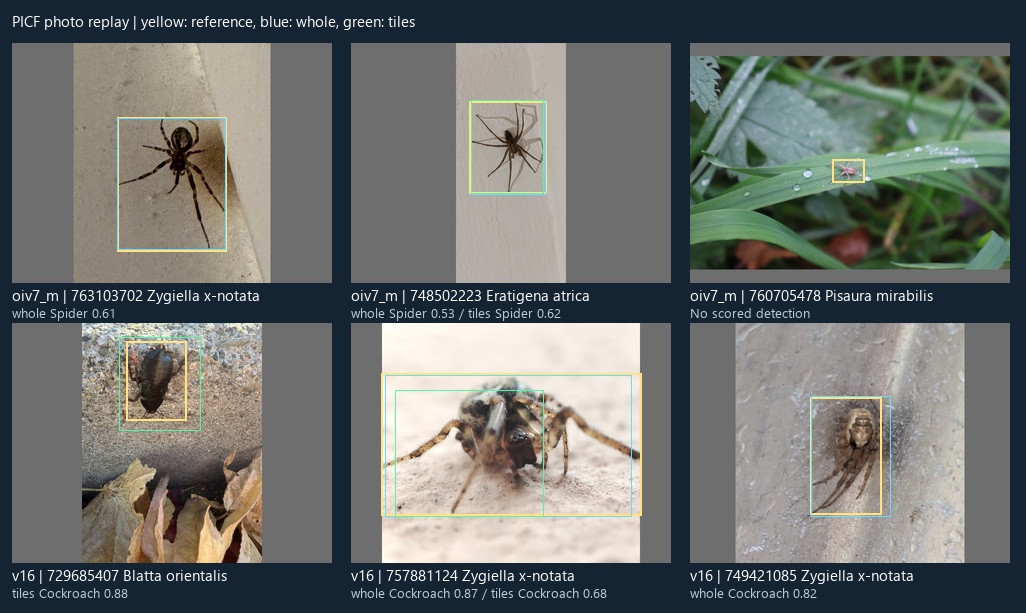 PICF photo replay | yellow: reference, blue: whole, green: tiles
oiv7_m | 763103702 Zygiella x-notata
whole Spider 0.61
oiv7_m | 748502223 Eratigena atrica
whole Spider 0.53 / tiles Spider 0.62
oiv7_m | 760705478 Pisaura mirabilis
No scored detection
v16 | 729685407 Blatta orientalis
tiles Cockroach 0.88
v16 | 757881124 Zygiella x-notata
whole Cockroach 0.87 / tiles Cockroach 0.68
v16 | 749421085 Zygiella x-notata
whole Cockroach 0.82